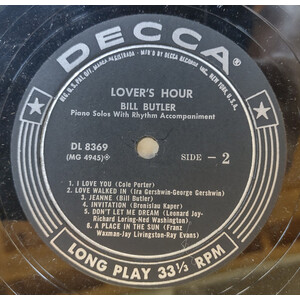 DECCA
REG. U.S. PAT. OFF. MARCA REGISTRADA • MF'D BY DECCA RECORDS, INC. NEW YORK, U.S.A.
LOVER'S HOUR
BILL BUTLER
Piano Solos With Rhythm Accompaniment
DL 8369
(MG 4945)
SIDE - 2
1. I LOVE YOU (Cole Porter)
2. LOVE WALKED IN (Ira Gershwin-George Gershwin)
3. JEANNE (Bill Butler)
4. INVITATION (Bronislau Kaper)
5. DON'T LET ME DREAM (Leonard Joy-
Richard Loring-Ned Washington)
6. A PLACE IN THE SUN (Franz
Waxman-Jay Livingston-Ray Evans)
LONG PLAY 33⅓ RPM